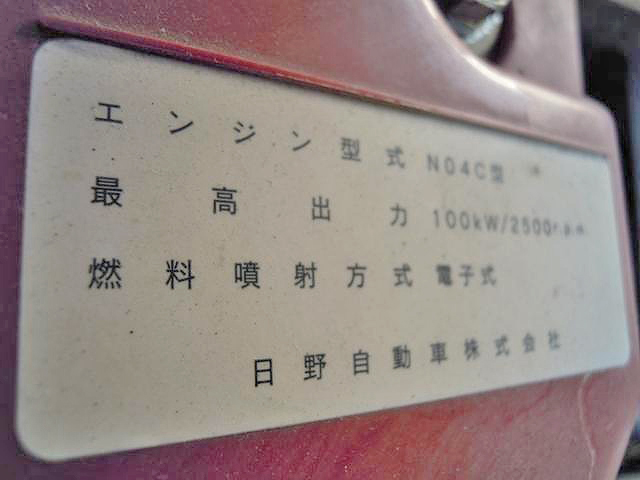 エンジン型式 N04C型
最高出力 100kW/2500r.p.m.
燃料噴射方式 電子式
日野自動車株式会社